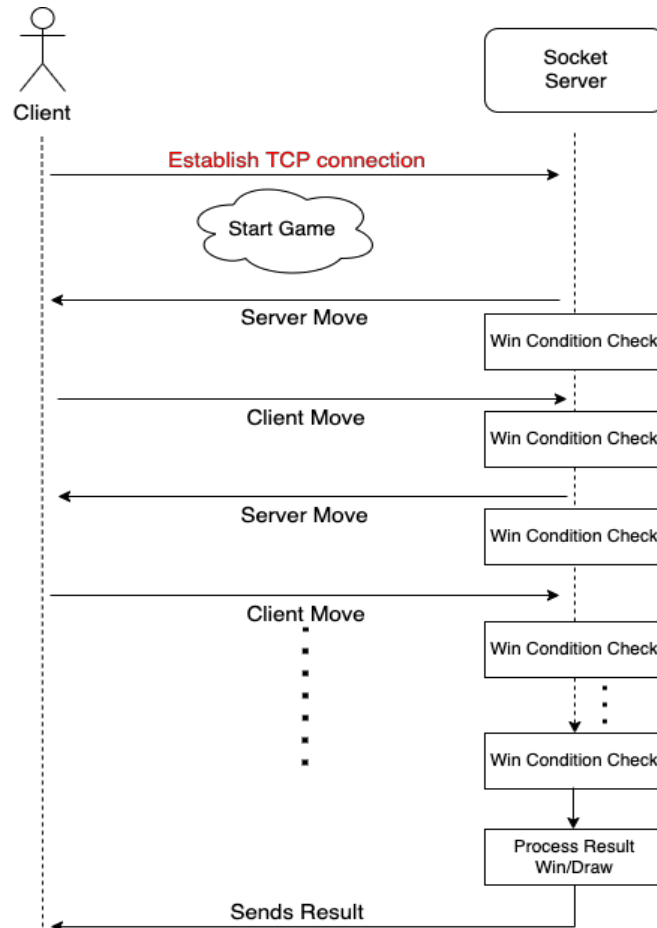 Socket
Server
Client
Establish TCP connection
Start Game
Server Move
Win Condition Check
Client Move
Win Condition Check
Server Move
Win Condition Check
Client Move
Win Condition Check
Win Condition Check
Process Result
Win/Draw
Sends Result